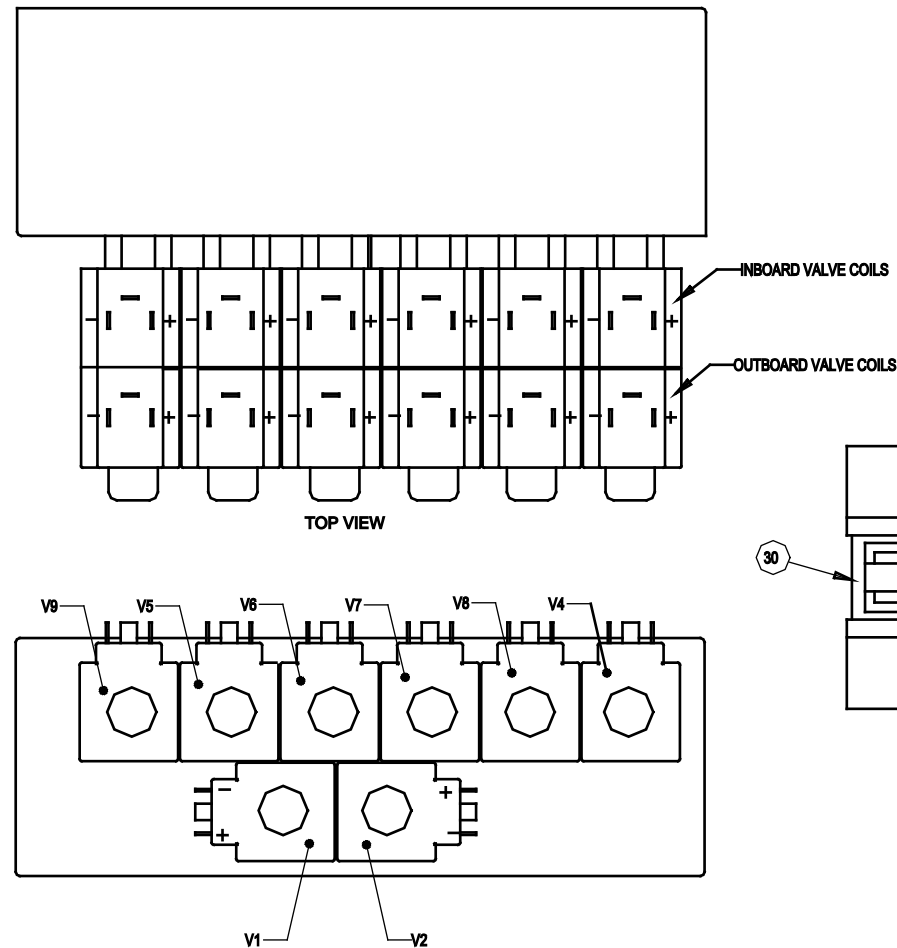 INBOARD VALVE COILS
- + - + - + - + - + - +
OUTBOARD VALVE COILS
- + - + - + - + - + - +
TOP VIEW
30
V9 V5 V6 V7 V8 V4
- +
+ -
V1 V2